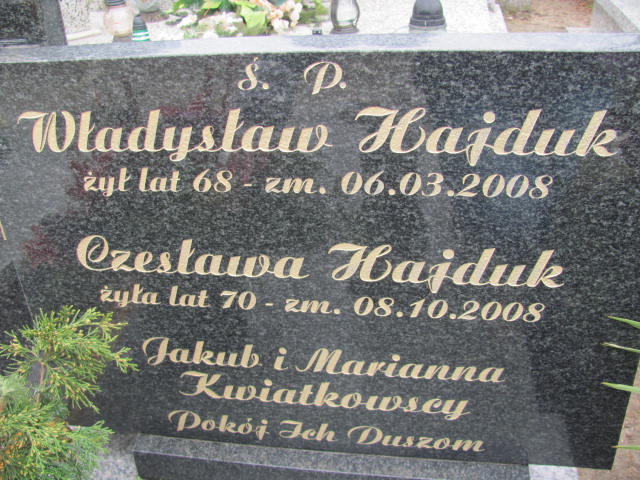 Ś. P.
Władysław Hajduk
żył lat 68 - zm. 06.03.2008
Czesława Hajduk
żyła lat 70 - zm. 08.10.2008
Jakub i Marianna
Kwiatkowscy
Pokój Ich Duszom